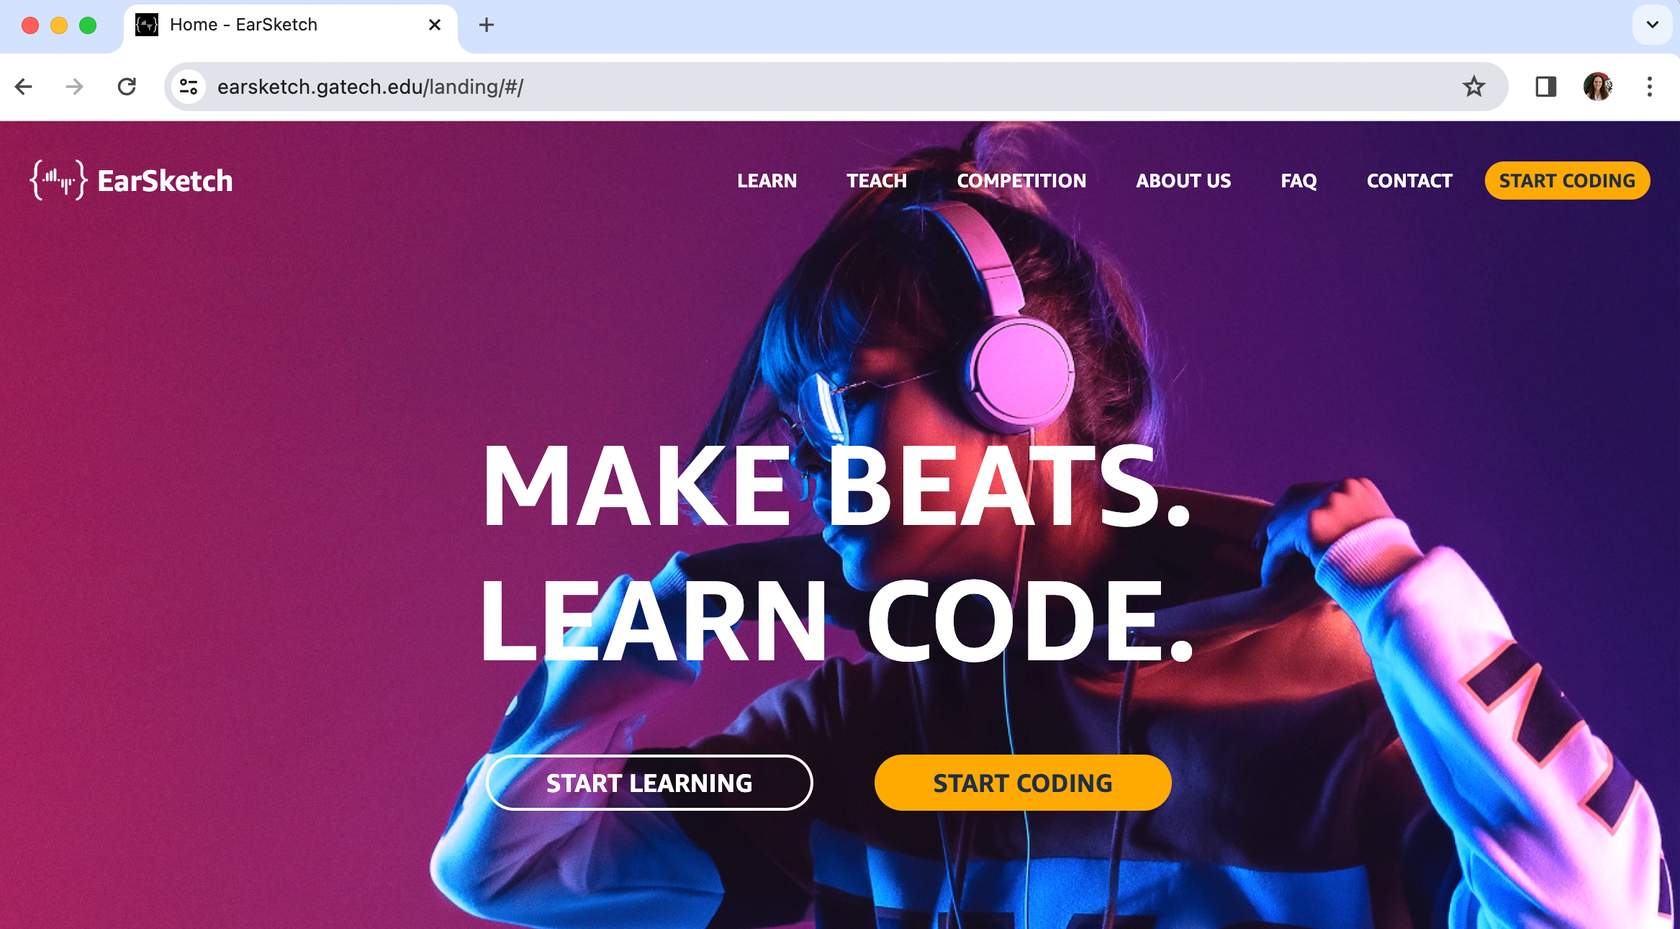 Home - EarSketch
earsketch.gatech.edu/landing/#/
EarSketch LEARN TEACH COMPETITION ABOUT US FAQ CONTACT START CODING
MAKE BEATS.
LEARN CODE.
START LEARNING START CODING